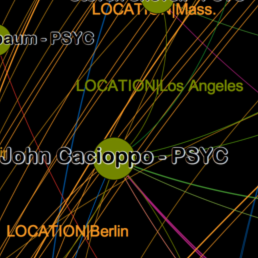 LOCATION|Mass.
baum - PSYC
LOCATION|Los Angeles
John Cacioppo - PSYC
LOCATION|Berlin